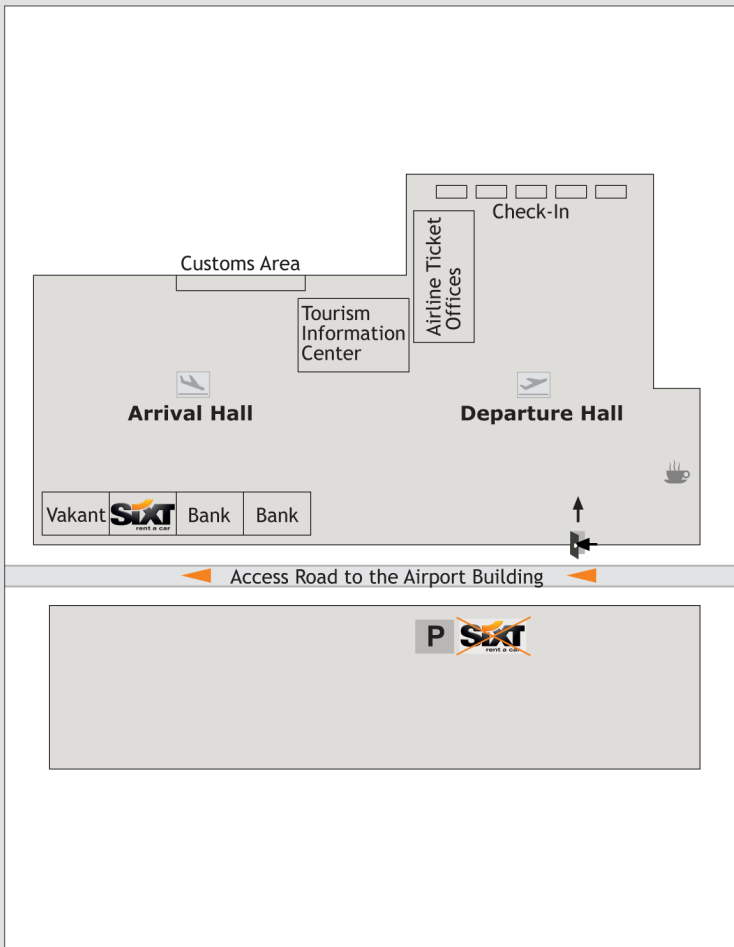 Check-In
Airline Ticket
Offices
Customs Area
Tourism
Information
Center
Arrival Hall
Departure Hall
Vakant
SIXT
rent a car
Bank
Bank
Access Road to the Airport Building
P
SIXT
rent a car